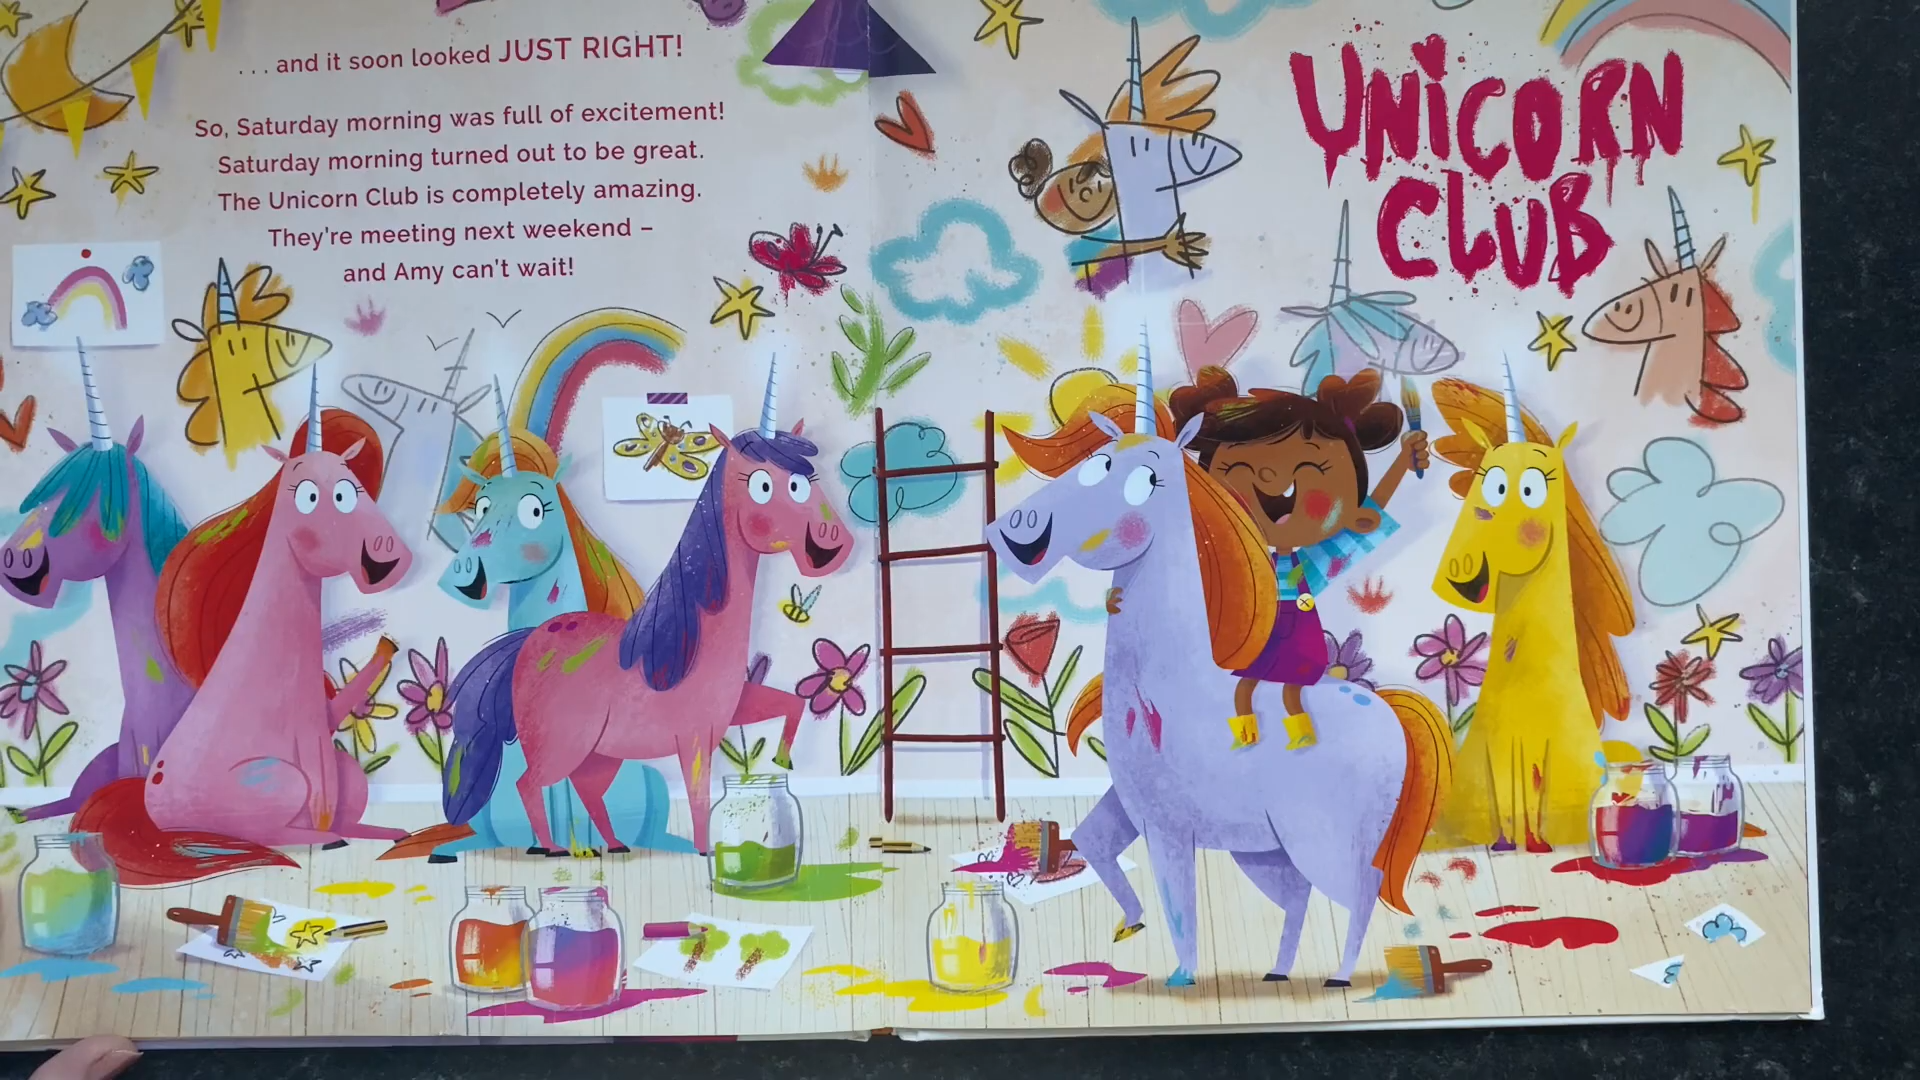 . . . and it soon looked JUST RIGHT!
So, Saturday morning was full of excitement!
Saturday morning turned out to be great.
The Unicorn Club is completely amazing.
They're meeting next weekend –
and Amy can't wait!
UNiCORN
CLUB